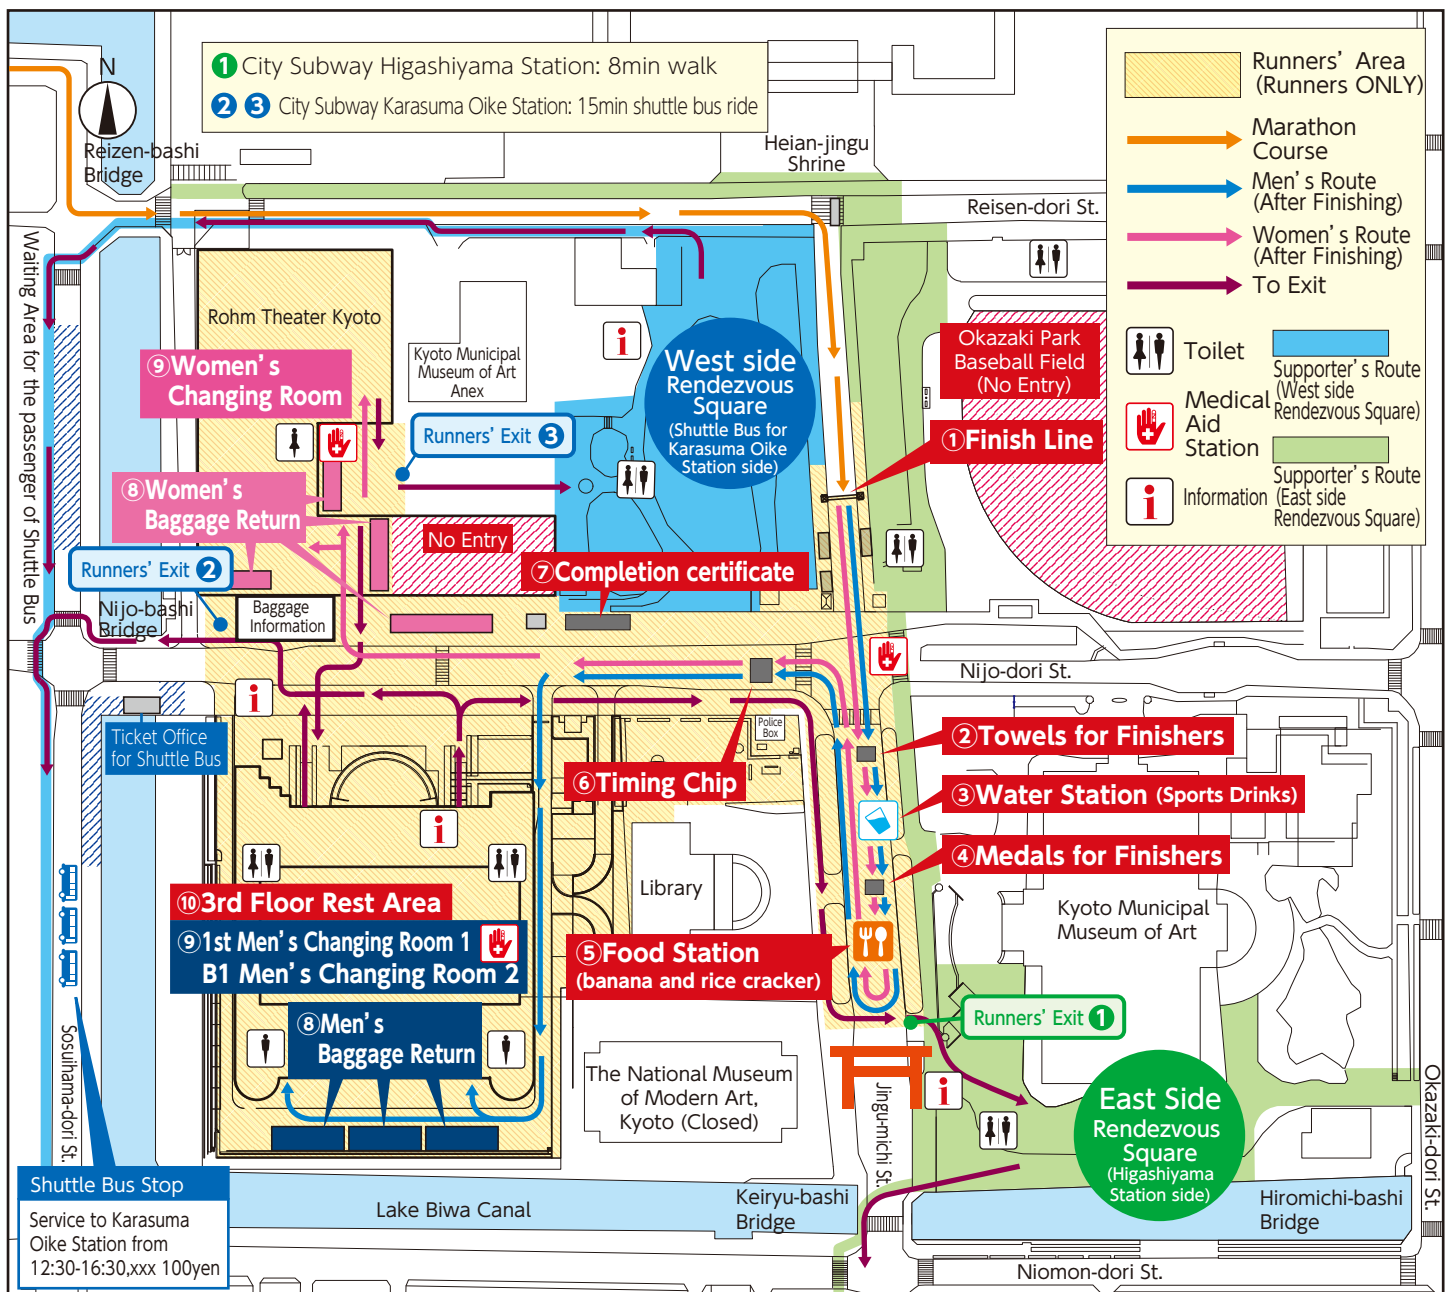 ① City Subway Higashiyama Station: 8min walk
② ③ City Subway Karasuma Oike Station: 15min shuttle bus ride
N
Reizen-bashi
Bridge
Heian-jingu
Shrine
Reisen-dori St.
Runners' Area
(Runners ONLY)
Marathon
Course
Men's Route
(After Finishing)
Women's Route
(After Finishing)
To Exit
Toilet
Medical
Aid
Station
Information
Supporter's Route
(West side
Rendezvous Square)
Supporter's Route
(East side
Rendezvous Square)
Waiting Area for the passenger of Shuttle Bus
Rohm Theater Kyoto
Kyoto Municipal
Museum of Art
Anex
West side
Rendezvous
Square
(Shuttle Bus for
Karasuma Oike
Station side)
Okazaki Park
Baseball Field
(No Entry)
①Finish Line
⑨Women's
Changing Room
Runners' Exit ③
⑧Women's
Baggage Return
No Entry
Runners' Exit ②
⑦Completion certificate
Nijo-bashi
Bridge
Baggage
Information
Nijo-dori St.
Ticket Office
for Shuttle Bus
Police
Box
②Towels for Finishers
⑥Timing Chip
③Water Station (Sports Drinks)
④Medals for Finishers
Library
Kyoto Municipal
Museum of Art
⑩3rd Floor Rest Area
⑨1st Men's Changing Room 1
B1 Men's Changing Room 2
⑤Food Station
(banana and rice cracker)
⑧Men's
Baggage Return
Runners' Exit ①
The National Museum
of Modern Art,
Kyoto (Closed)
Jingu-michi St.
East Side
Rendezvous
Square
(Higashiyama
Station side)
Okazaki-dori St.
Sosuihama-dori St.
Shuttle Bus Stop
Service to Karasuma
Oike Station from
12:30-16:30,xxx 100yen
Lake Biwa Canal
Keiryu-bashi
Bridge
Hiromichi-bashi
Bridge
Niomon-dori St.